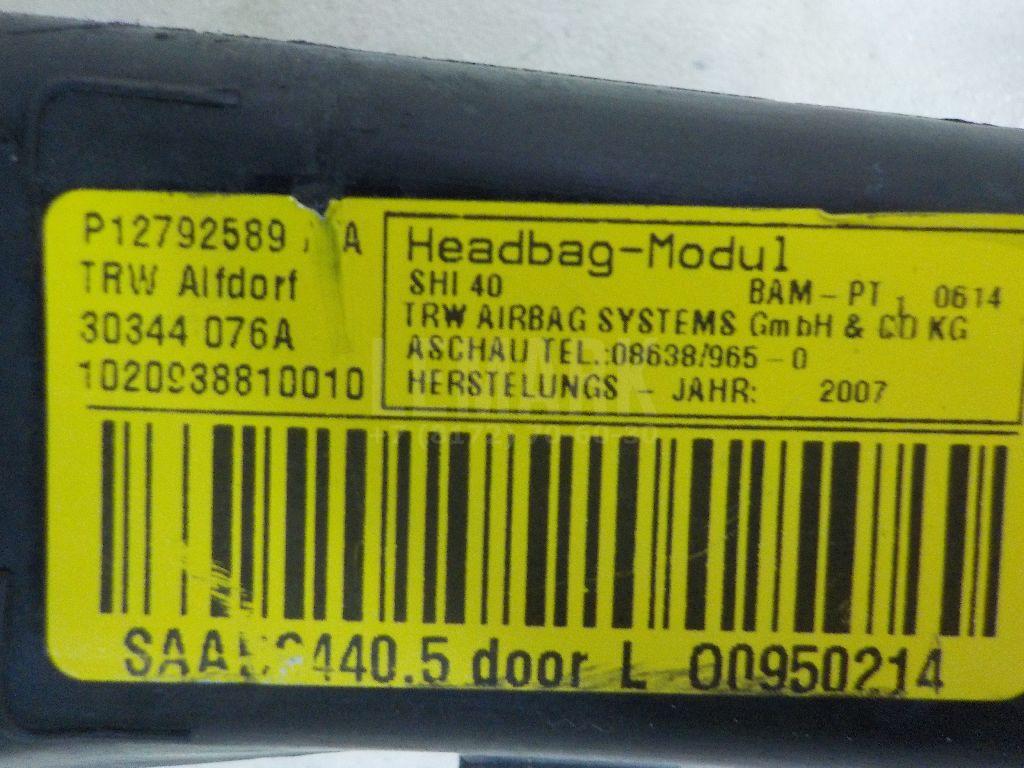 P12792589 A
TRW Alfdorf
30344 076A
1020938810010
Headbag-Modul
SHI 40 BAM - PT 0614
TRW AIRBAG SYSTEMS GmbH & CO KG
ASCHAU TEL.:08638/965 - 0
HERSTELUNGS - JAHR: 2007
440.5 door L 00950214